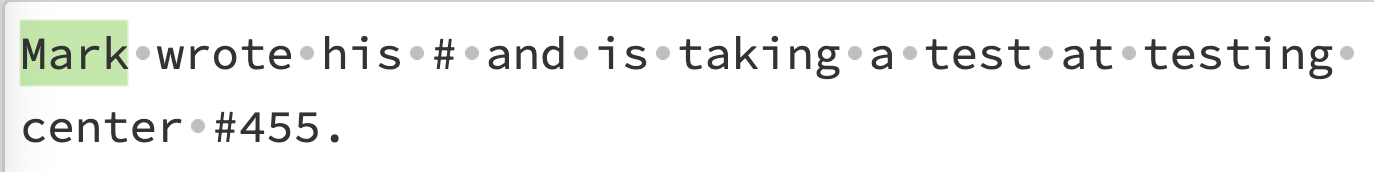 Mark wrote his # and is taking a test at testing
center #455.